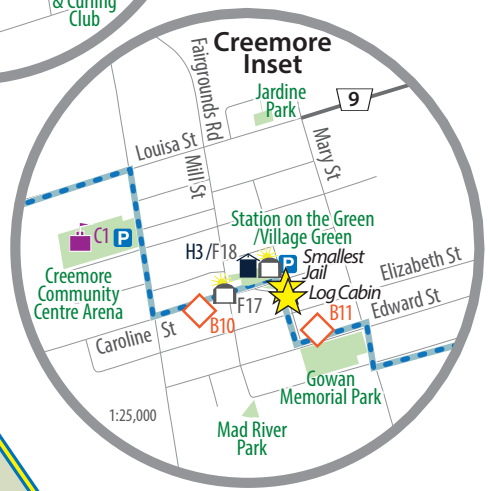 & Curling
Club
Creemore
Inset
Fairgrounds Rd
Jardine
Park
9
Louisa St
Mill St
Mary St
Station on the Green
/Village Green
C1 P
H3 /F18
P
Smallest
Jail
Log Cabin
Elizabeth St
Creemore
Community
Centre Arena
F17
Edward St
B10
B11
Caroline St
Gowan
Memorial Park
1:25,000
Mad River
Park